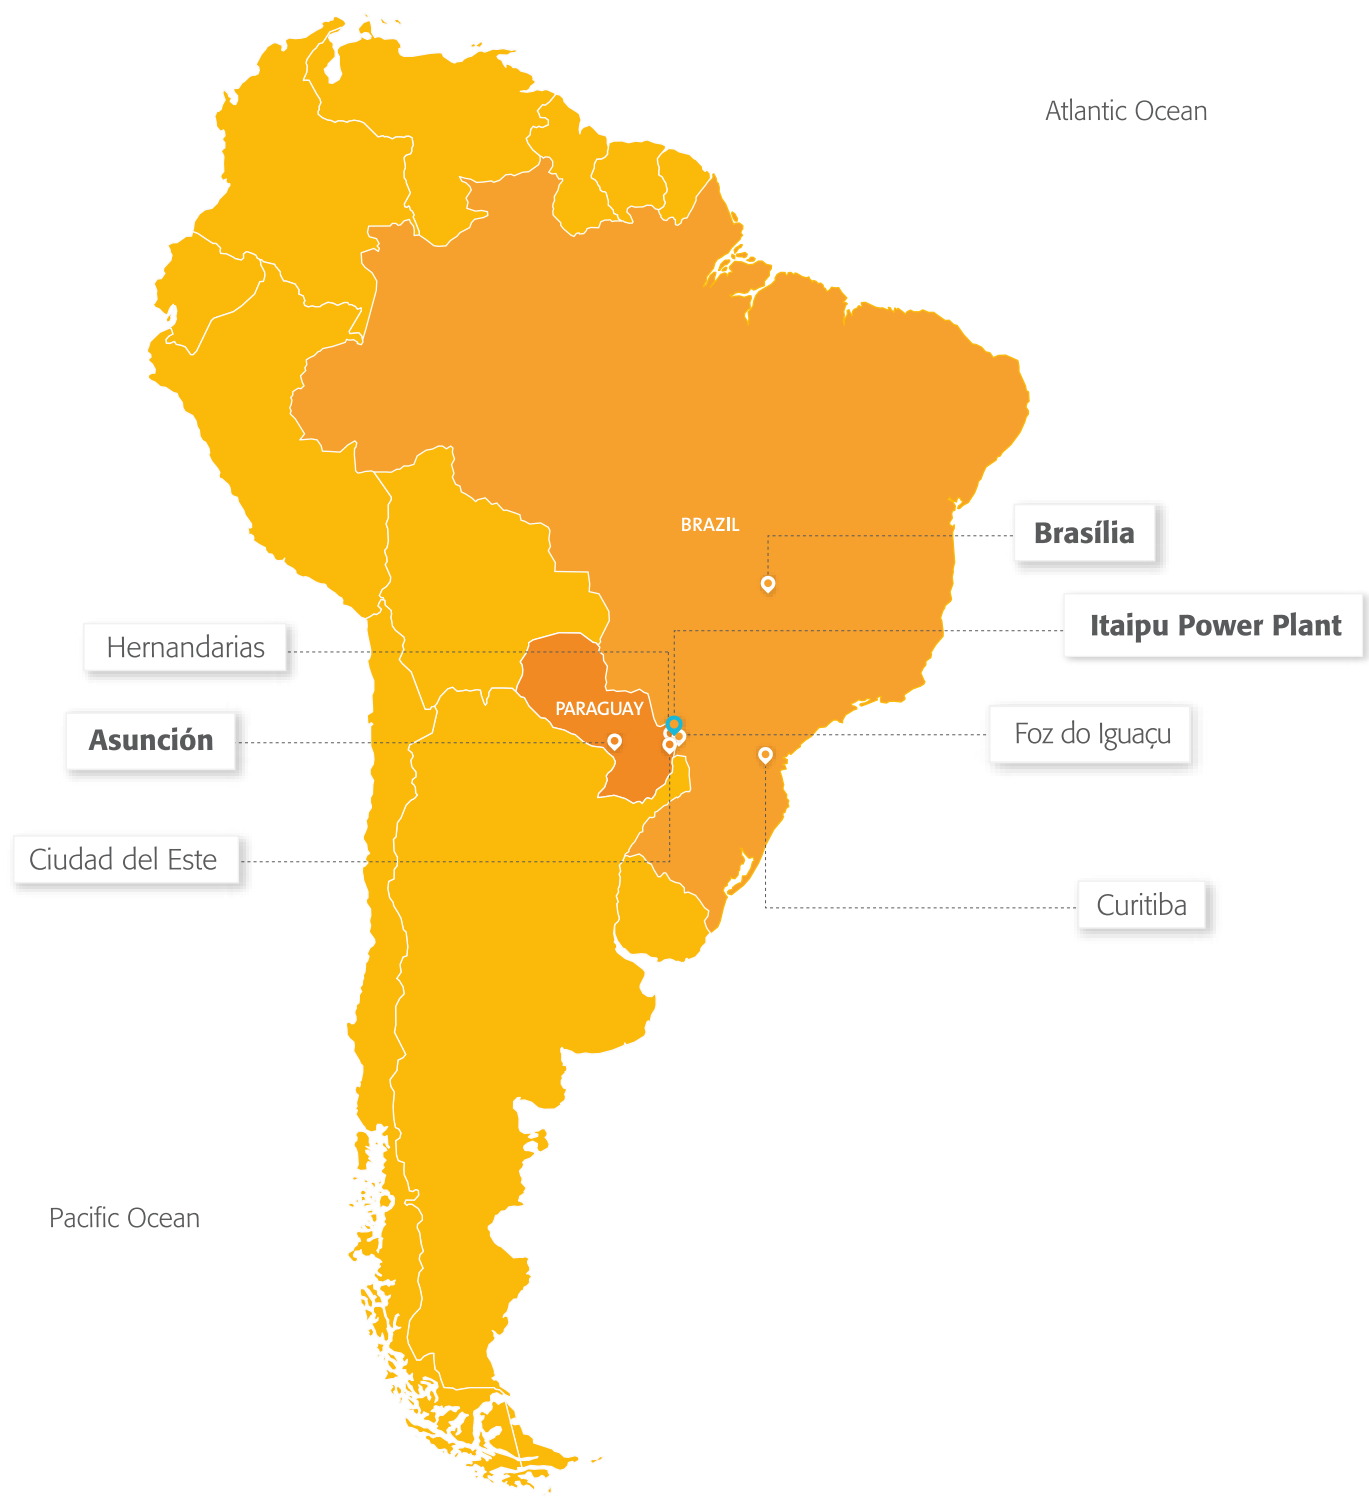 Atlantic Ocean
BRAZIL
Brasília
Itaipu Power Plant
Hernandarias
PARAGUAY
Asunción
Foz do Iguaçu
Ciudad del Este
Curitiba
Pacific Ocean